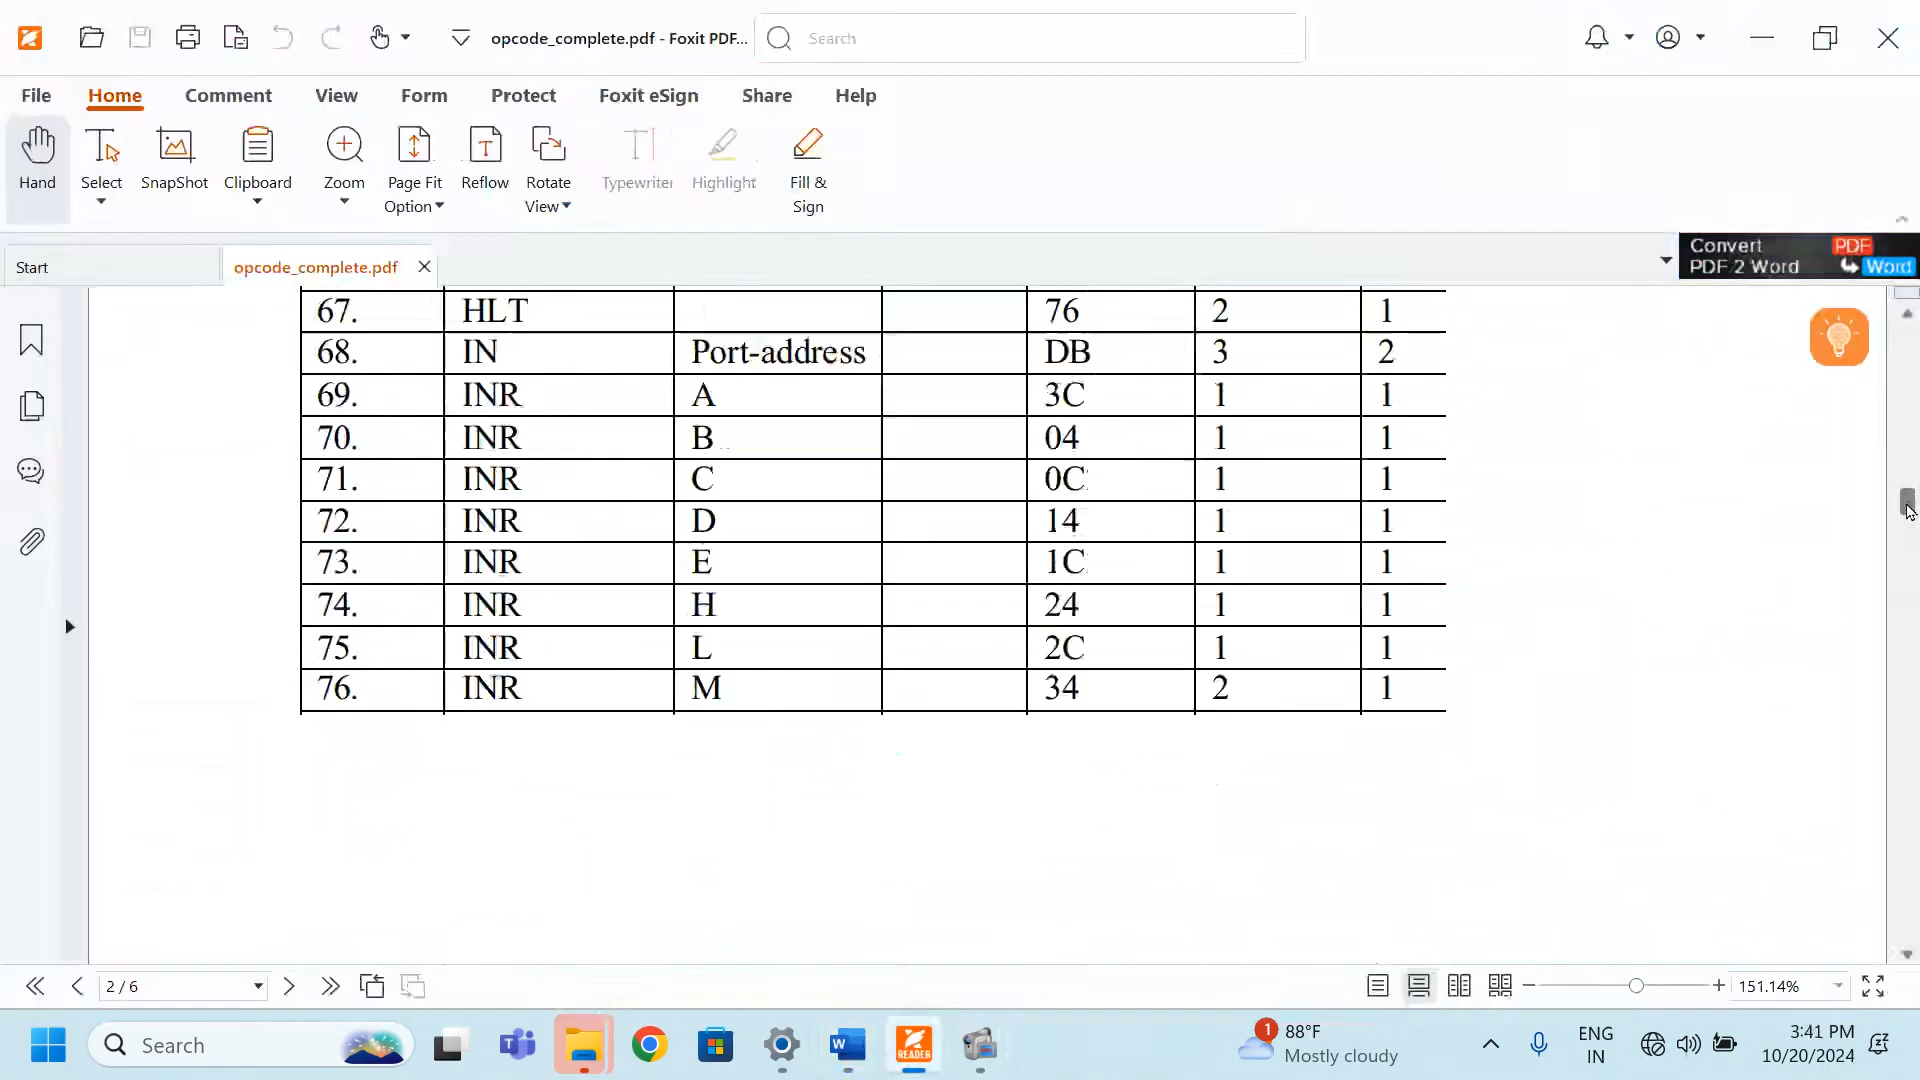 opcode_complete.pdf - Foxit PDF...
Search
File Home Comment View Form Protect Foxit eSign Share Help
Hand Select SnapShot Clipboard Zoom Page Fit Option Reflow Rotate View Typewriter Highlight Fill & Sign
Start opcode_complete.pdf
Convert PDF
PDF 2 Word Word
67. HLT 76 2 1
68. IN Port-address DB 3 2
69. INR A 3C 1 1
70. INR B 04 1 1
71. INR C 0C 1 1
72. INR D 14 1 1
73. INR E 1C 1 1
74. INR H 24 1 1
75. INR L 2C 1 1
76. INR M 34 2 1
2 / 6 151.14%
Search
READER
1 88°F
Mostly cloudy
ENG
IN
3:41 PM
10/20/2024